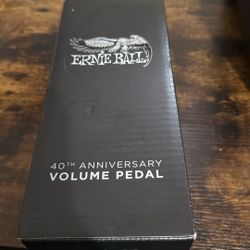 ERNIE BALL
40TH ANNIVERSARY
VOLUME PEDAL